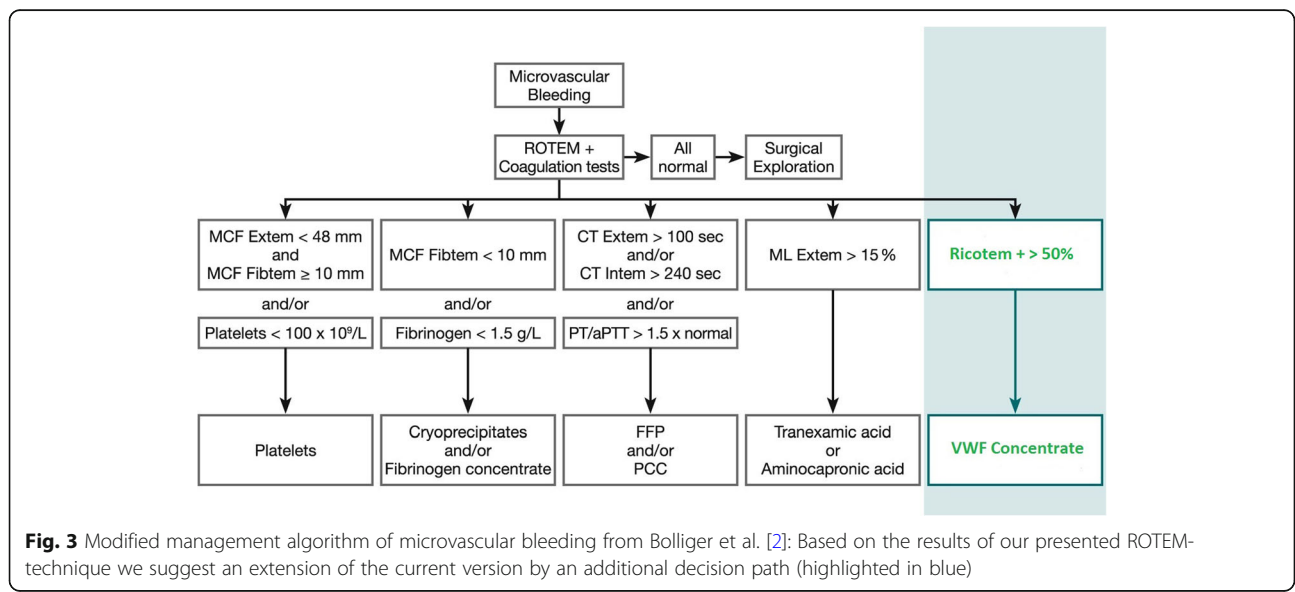 Microvascular
Bleeding
ROTEM +
Coagulation tests
All
normal
Surgical
Exploration
MCF Extem < 48 mm
and
MCF Fibtem ≥ 10 mm
MCF Fibtem < 10 mm
CT Extem > 100 sec
and/or
CT Intem > 240 sec
ML Extem > 15 %
Ricotem + > 50%
and/or
and/or
and/or
Platelets < 100 x 10⁹/L
Fibrinogen < 1.5 g/L
PT/aPTT > 1.5 x normal
Platelets
Cryoprecipitates
and/or
Fibrinogen concentrate
FFP
and/or
PCC
Tranexamic acid
or
Aminocapronic acid
VWF Concentrate
Fig. 3 Modified management algorithm of microvascular bleeding from Bolliger et al. [2]: Based on the results of our presented ROTEM-
technique we suggest an extension of the current version by an additional decision path (highlighted in blue)